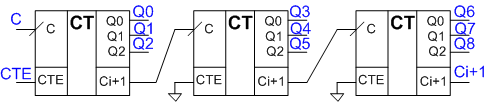 C CT Q0 Q0
C Q1 Q1
Q2 Q2
CTE CTE Ci+1
CT Q0 Q3
C Q1 Q4
Q2 Q5
CTE Ci+1
CT Q0 Q6
C Q1 Q7
Q2 Q8
CTE Ci+1 Ci+1